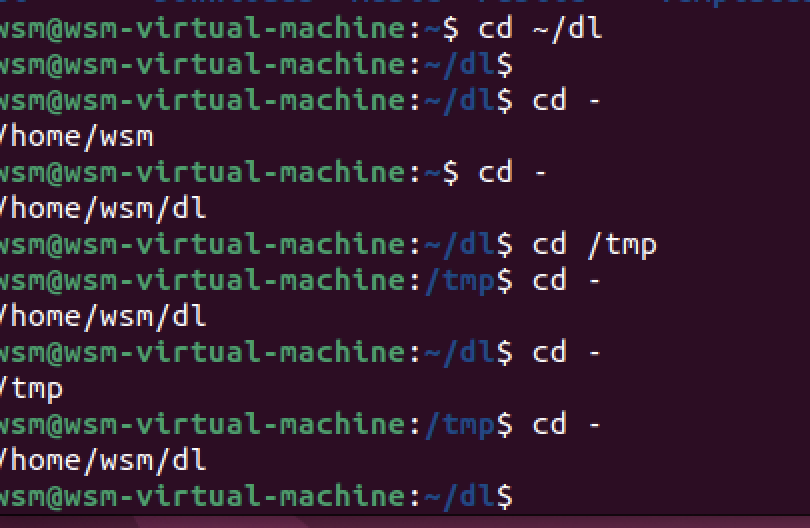 wsm@wsm-virtual-machine:~$ cd ~/dl
wsm@wsm-virtual-machine:~/dl$
wsm@wsm-virtual-machine:~/dl$ cd -
/home/wsm
wsm@wsm-virtual-machine:~$ cd -
/home/wsm/dl
wsm@wsm-virtual-machine:~/dl$ cd /tmp
wsm@wsm-virtual-machine:/tmp$ cd -
/home/wsm/dl
wsm@wsm-virtual-machine:~/dl$ cd -
/tmp
wsm@wsm-virtual-machine:/tmp$ cd -
/home/wsm/dl
wsm@wsm-virtual-machine:~/dl$